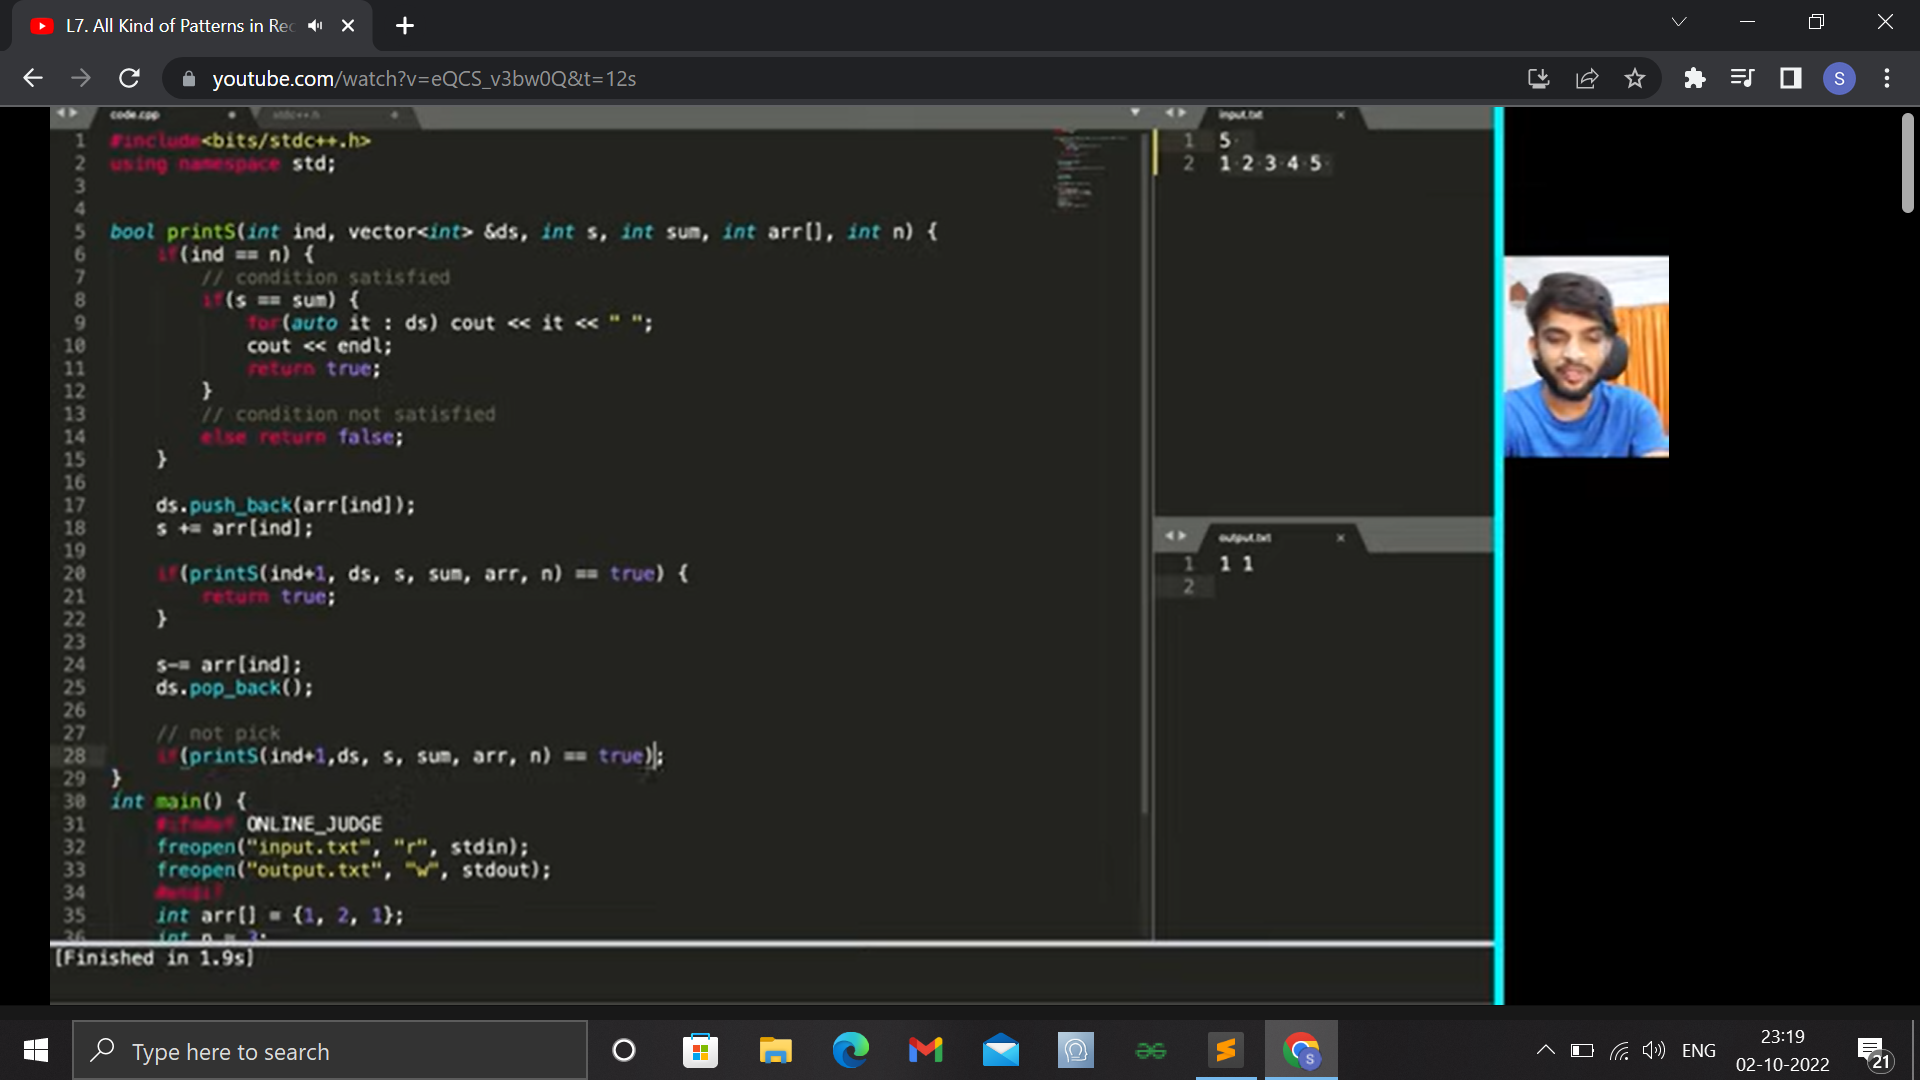 L7. All Kind of Patterns in Rec
youtube.com/watch?v=eQCS_v3bw0Q&t=12s
S
code.cpp
stdc++.h
1 #include<bits/stdc++.h>
2 using namespace std;
3
4
5 bool printS(int ind, vector<int> &ds, int s, int sum, int arr[], int n) {
6 if(ind == n) {
7 // condition satisfied
8 if(s == sum) {
9 for(auto it : ds) cout << it << " ";
10 cout << endl;
11 return true;
12 }
13 // condition not satisfied
14 else return false;
15 }
16
17 ds.push_back(arr[ind]);
18 s += arr[ind];
19
20 if(printS(ind+1, ds, s, sum, arr, n) == true) {
21 return true;
22 }
23
24 s-= arr[ind];
25 ds.pop_back();
26
27 // not pick
28 if(printS(ind+1,ds, s, sum, arr, n) == true);
29 }
30 int main() {
31 #ifndef ONLINE_JUDGE
32 freopen("input.txt", "r", stdin);
33 freopen("output.txt", "w", stdout);
34 #endif
35 int arr[] = {1, 2, 1};
36 int n = 3;
[Finished in 1.9s]
input.txt
1 5
2 1 2 3 4 5
output.txt
1 1 1
2
Type here to search
S
ENG
23:19
02-10-2022
21